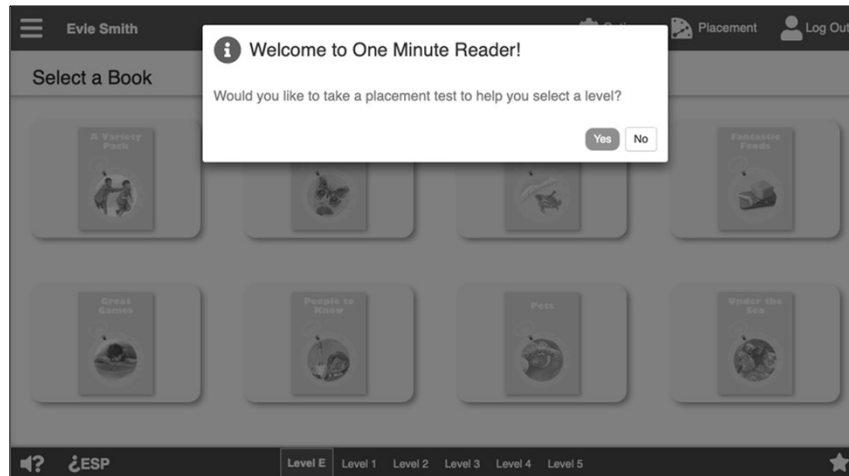 Evie Smith
Placement
Log Out
Select a Book
Welcome to One Minute Reader!
Would you like to take a placement test to help you select a level?
Yes No
A Variety
Pack
Fantastic
Foods
Great
Games
People to
Know
Pets
Under the
Sea
¿ESP
Level E Level 1 Level 2 Level 3 Level 4 Level 5